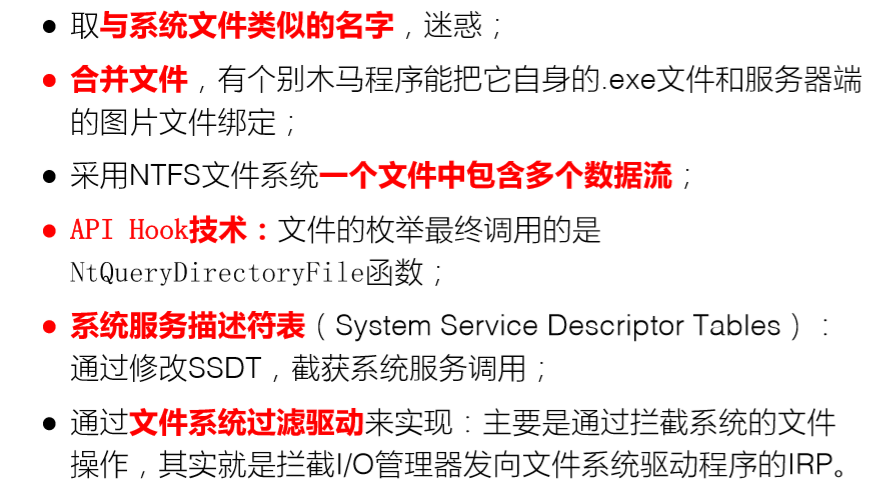 ● 取与系统文件类似的名字，迷惑；
● 合并文件，有个别木马程序能把它自身的.exe文件和服务器端
的图片文件绑定；
● 采用NTFS文件系统一个文件中包含多个数据流；
● API Hook技术：文件的枚举最终调用的是
NtQueryDirectoryFile函数；
● 系统服务描述符表（System Service Descriptor Tables）：
通过修改SSDT，截获系统服务调用；
● 通过文件系统过滤驱动来实现：主要是通过拦截系统的文件
操作，其实就是拦截I/O管理器发向文件系统驱动程序的IRP。